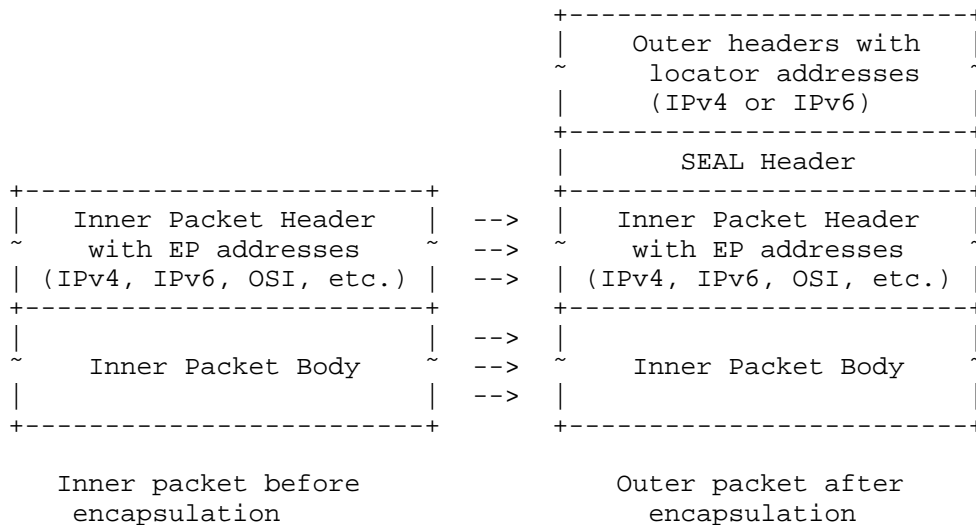 +--------------------------+
                                      |    Outer headers with    |
                                      ~     locator addresses    ~
                                      |     (IPv4 or IPv6)       |
                                      +--------------------------+
                                      |       SEAL Header        |
+--------------------------+          +--------------------------+
|   Inner Packet Header    |   -->    |   Inner Packet Header    |
~    with EP addresses     ~   -->    ~    with EP addresses     ~
| (IPv4, IPv6, OSI, etc.)  |   -->    | (IPv4, IPv6, OSI, etc.)  |
+--------------------------+          +--------------------------+
|                          |   -->    |                          |
~    Inner Packet Body     ~   -->    ~    Inner Packet Body     ~
|                          |   -->    |                          |
+--------------------------+          +--------------------------+
   Inner packet before                   Outer packet after
    encapsulation                         encapsulation